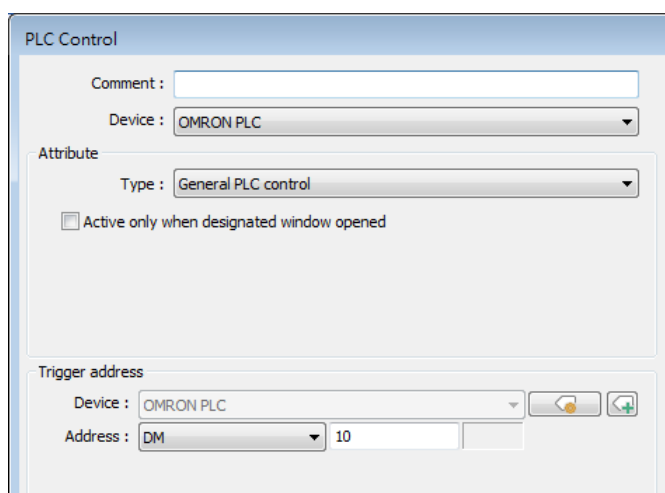 PLC Control
Comment :
Device : OMRON PLC
Attribute
Type : General PLC control
Active only when designated window opened
Trigger address
Device : OMRON PLC
Address : DM 10